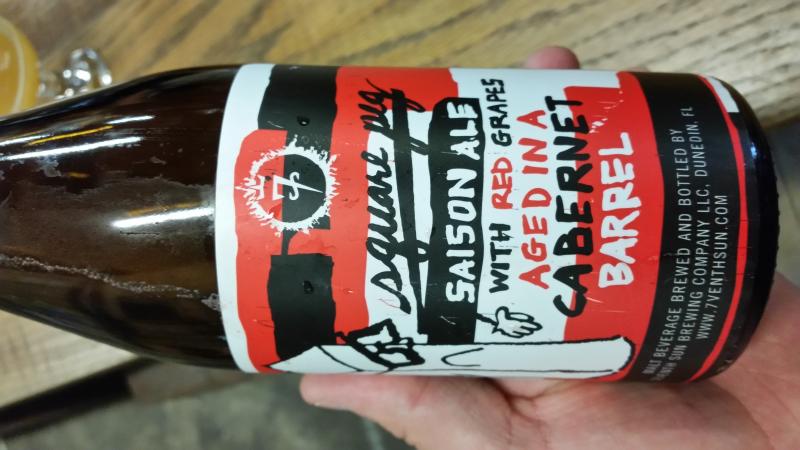 7
square peg
SAISON ALE
WITH RED GRAPES
AGED IN A
CABERNET
BARREL
MALT BEVERAGE BREWED AND BOTTLED BY
SUN BREWING COMPANY LLC. DUNEDIN, FL
WWW.7VENTHSUN.COM